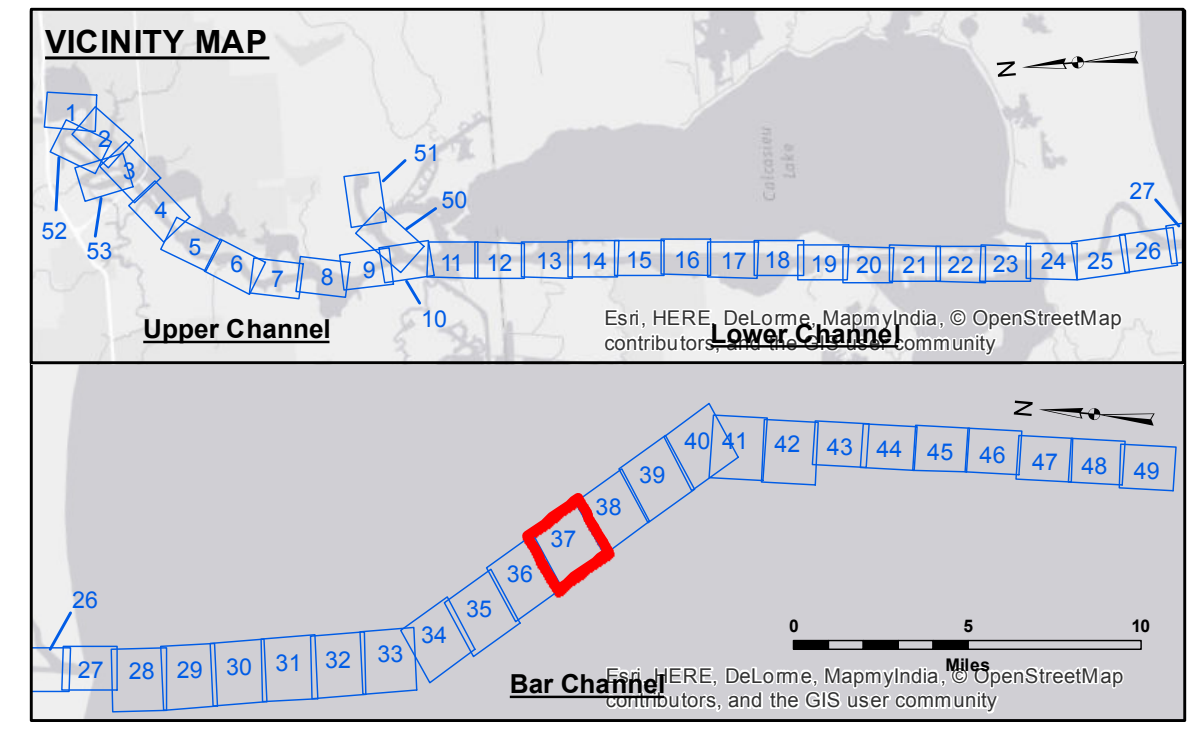 VICINITY MAP
N
1
2
3
4
5
6
7
8
9
51
50
52
53
10
11 12 13 14 15 16 17 18 19 20 21 22 23 24 25 26
27
Calcasieu
Lake
Upper Channel
Lower Channel
Esri, HERE, DeLorme, MapmyIndia, © OpenStreetMap
contributors, and the GIS user community
N
26
27 28 29 30 31 32 33
34
35
36
37
38
39
40 41 42 43 44 45 46 47 48 49
0 5 10
Miles
Bar Channel
Esri, HERE, DeLorme, MapmyIndia, © OpenStreetMap
contributors, and the GIS user community